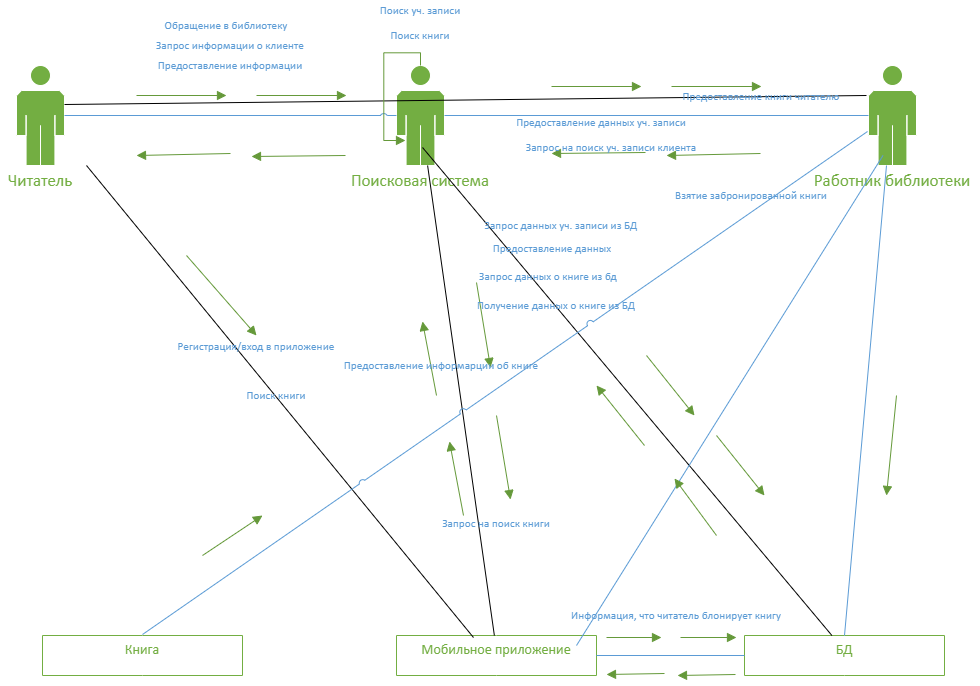 Поиск уч. записи
Обращение в библиотеку
Поиск книги
Запрос информации о клиенте
Предоставление информации
Предостовление книги читателю
Предоставление данных уч. записи
Запрос на поиск уч. записи клиента
Читатель
Поисковая система
Работник библиотеки
Взятие забронированной книги
Запрос данных уч. записи из БД
Предоставление данных
Запрос данных о книге из бд
Получение данных о книге из БД
Регистрация/вход в приложение
Предоставление информарции об книге
Поиск книги
Запрос на поиск книги
Информация, что читатель блонирует книгу
Книга
Мобильное приложение
БД